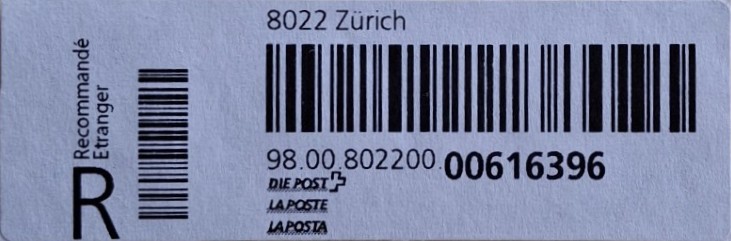 Recommandé
Etranger
R
8022 Zürich
98.00.802200.00616396
DIE POST
LA POSTE
LA POSTA